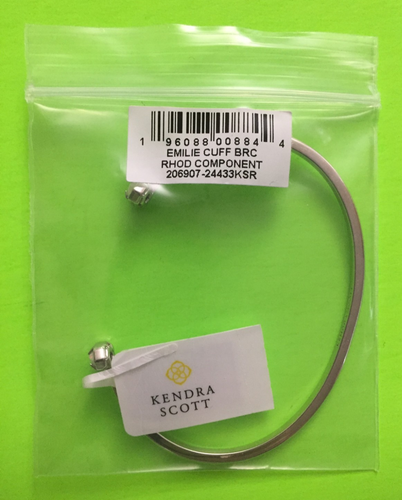 1 96088 00884 4
EMILIE CUFF BRC
RHOD COMPONENT
206907-24433KSR
KENDRA
SCOTT